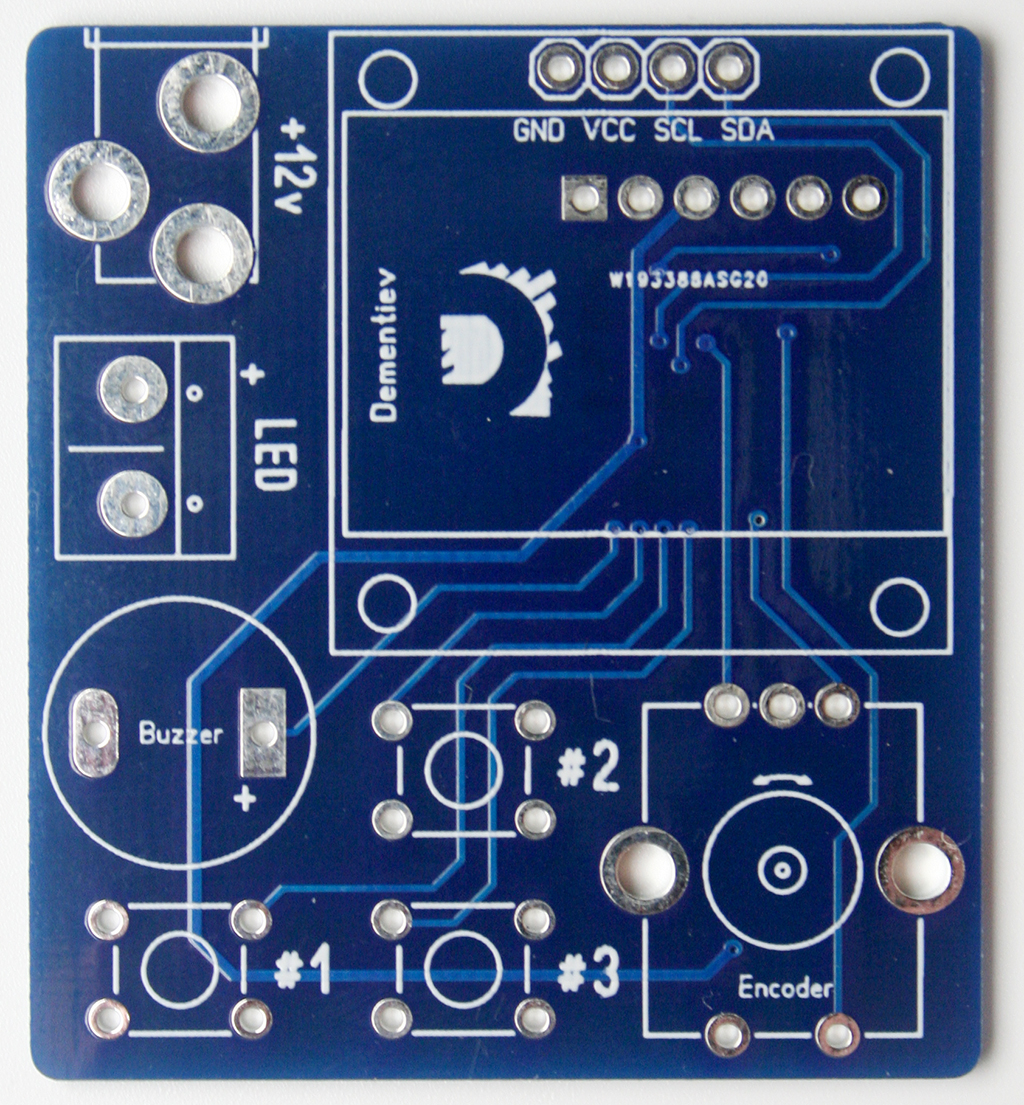 +12v
GND VCC SCL SDA
W193388ASG20
Dementiev
+
LED
Buzzer
+
#2
#1
#3
Encoder